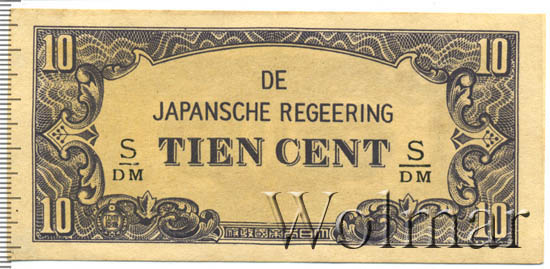 10 10
DE
JAPANSCHE REGEERING
S/DM TIEN CENT S/DM
10 10
Wolmar